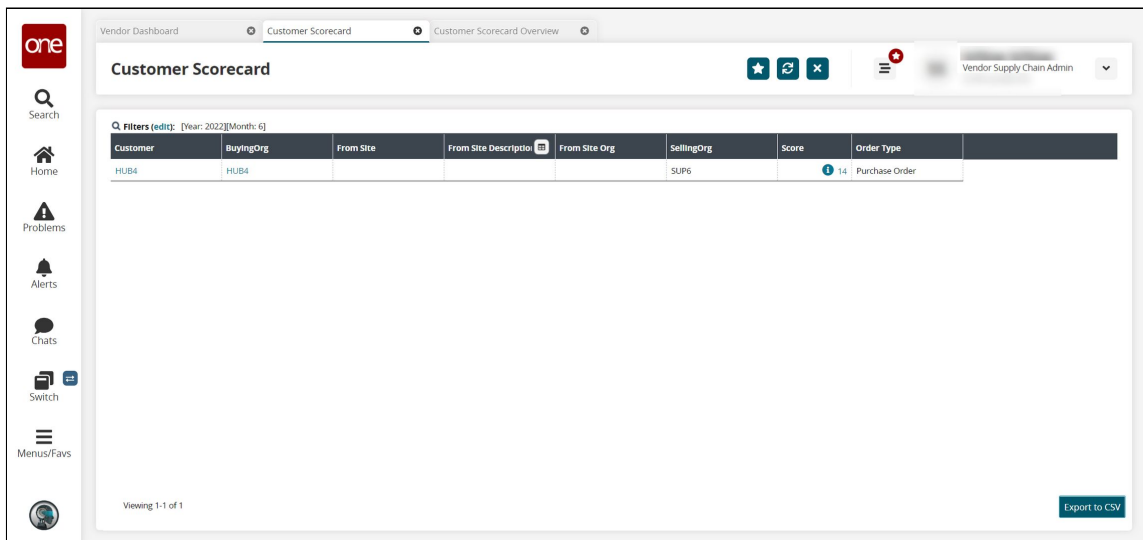 one
Search
Home
Problems
Alerts
Chats
Switch
Menus/Favs
Vendor Dashboard Customer Scorecard Customer Scorecard Overview
Customer Scorecard
Vendor Supply Chain Admin
Filters (edit): [Year: 2022][Month: 6]
Customer BuyingOrg From Site From Site Description From Site Org SellingOrg Score Order Type
HUB4 HUB4 SUP6 14 Purchase Order
Viewing 1-1 of 1
Export to CSV